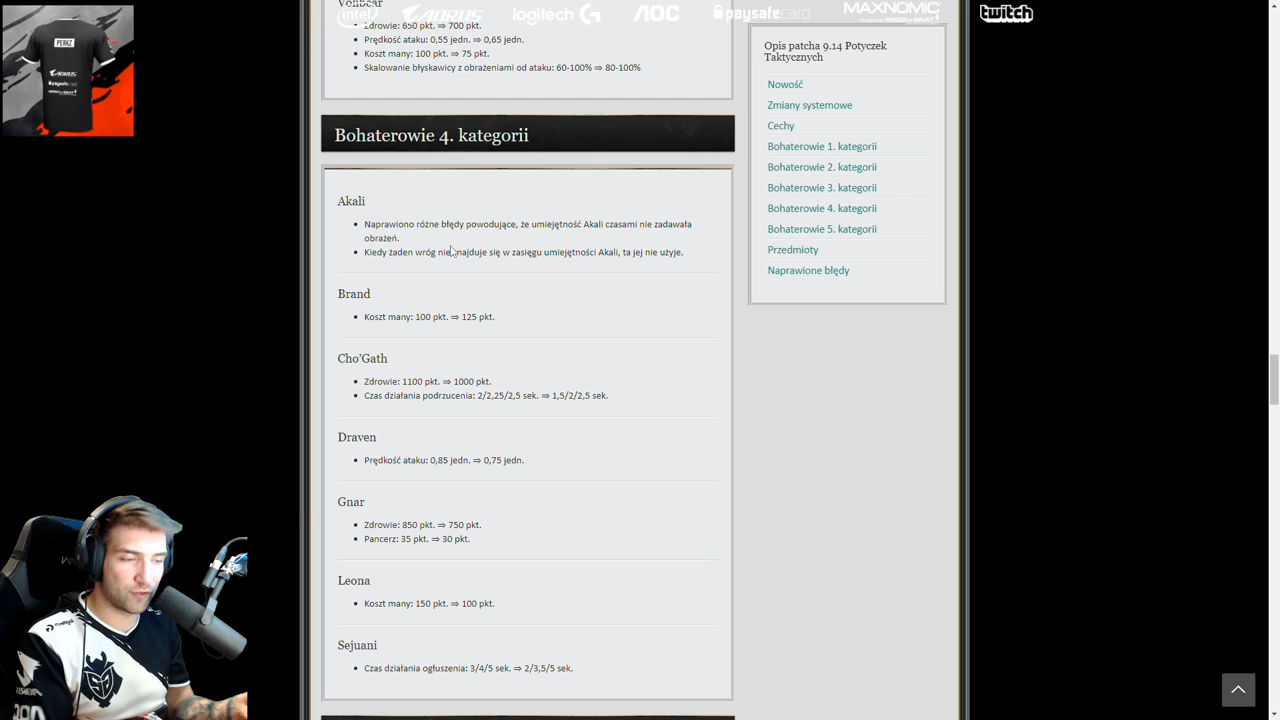 Volibear
intel AORUS logitech G AOC paysafecard MAXNOMIC twitch
PERKZ
AORUS
paysafecard
Zdrowie: 650 pkt. ⇒ 700 pkt.
Prędkość ataku: 0,55 jedn. ⇒ 0,65 jedn.
Koszt many: 100 pkt. ⇒ 75 pkt.
Skalowanie błyskawicy z obrażeniami od ataku: 60-100% ⇒ 80-100%
Bohaterowie 4. kategorii
Akali
Naprawiono różne błędy powodujące, że umiejętność Akali czasami nie zadawała
obrażeń.
Kiedy żaden wróg nie znajduje się w zasięgu umiejętności Akali, ta jej nie użyje.
Brand
Koszt many: 100 pkt. ⇒ 125 pkt.
Cho'Gath
Zdrowie: 1100 pkt. ⇒ 1000 pkt.
Czas działania podrzucenia: 2/2,25/2,5 sek. ⇒ 1,5/2/2,5 sek.
Draven
Prędkość ataku: 0,85 jedn. ⇒ 0,75 jedn.
Gnar
Zdrowie: 850 pkt. ⇒ 750 pkt.
Pancerz: 35 pkt. ⇒ 30 pkt.
Leona
Koszt many: 150 pkt. ⇒ 100 pkt.
Sejuani
Czas działania ogłuszenia: 3/4/5 sek. ⇒ 2/3,5/5 sek.
Opis patcha 9.14 Potyczek
Taktycznych
Nowość
Zmiany systemowe
Cechy
Bohaterowie 1. kategorii
Bohaterowie 2. kategorii
Bohaterowie 3. kategorii
Bohaterowie 4. kategorii
Bohaterowie 5. kategorii
Przedmioty
Naprawione błędy